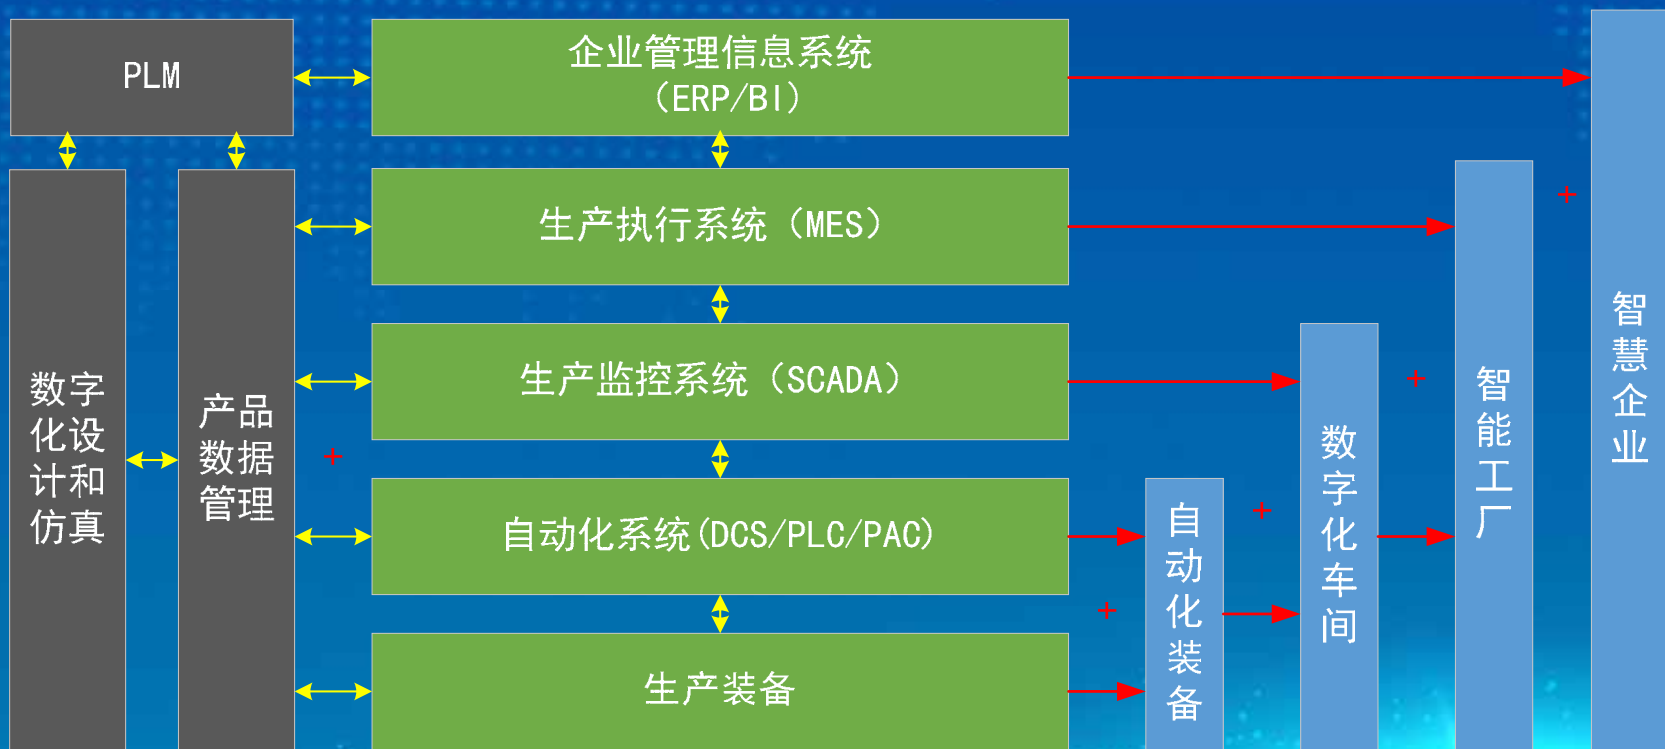 PLM
企业管理信息系统
（ERP/BI）
生产执行系统（MES）
生产监控系统（SCADA）
自动化系统(DCS/PLC/PAC)
生产装备
数字
化设
计和
仿真
产品
数据
管理
+
+
自动化装备
+
数字化车间
+
智能工厂
+
智慧企业